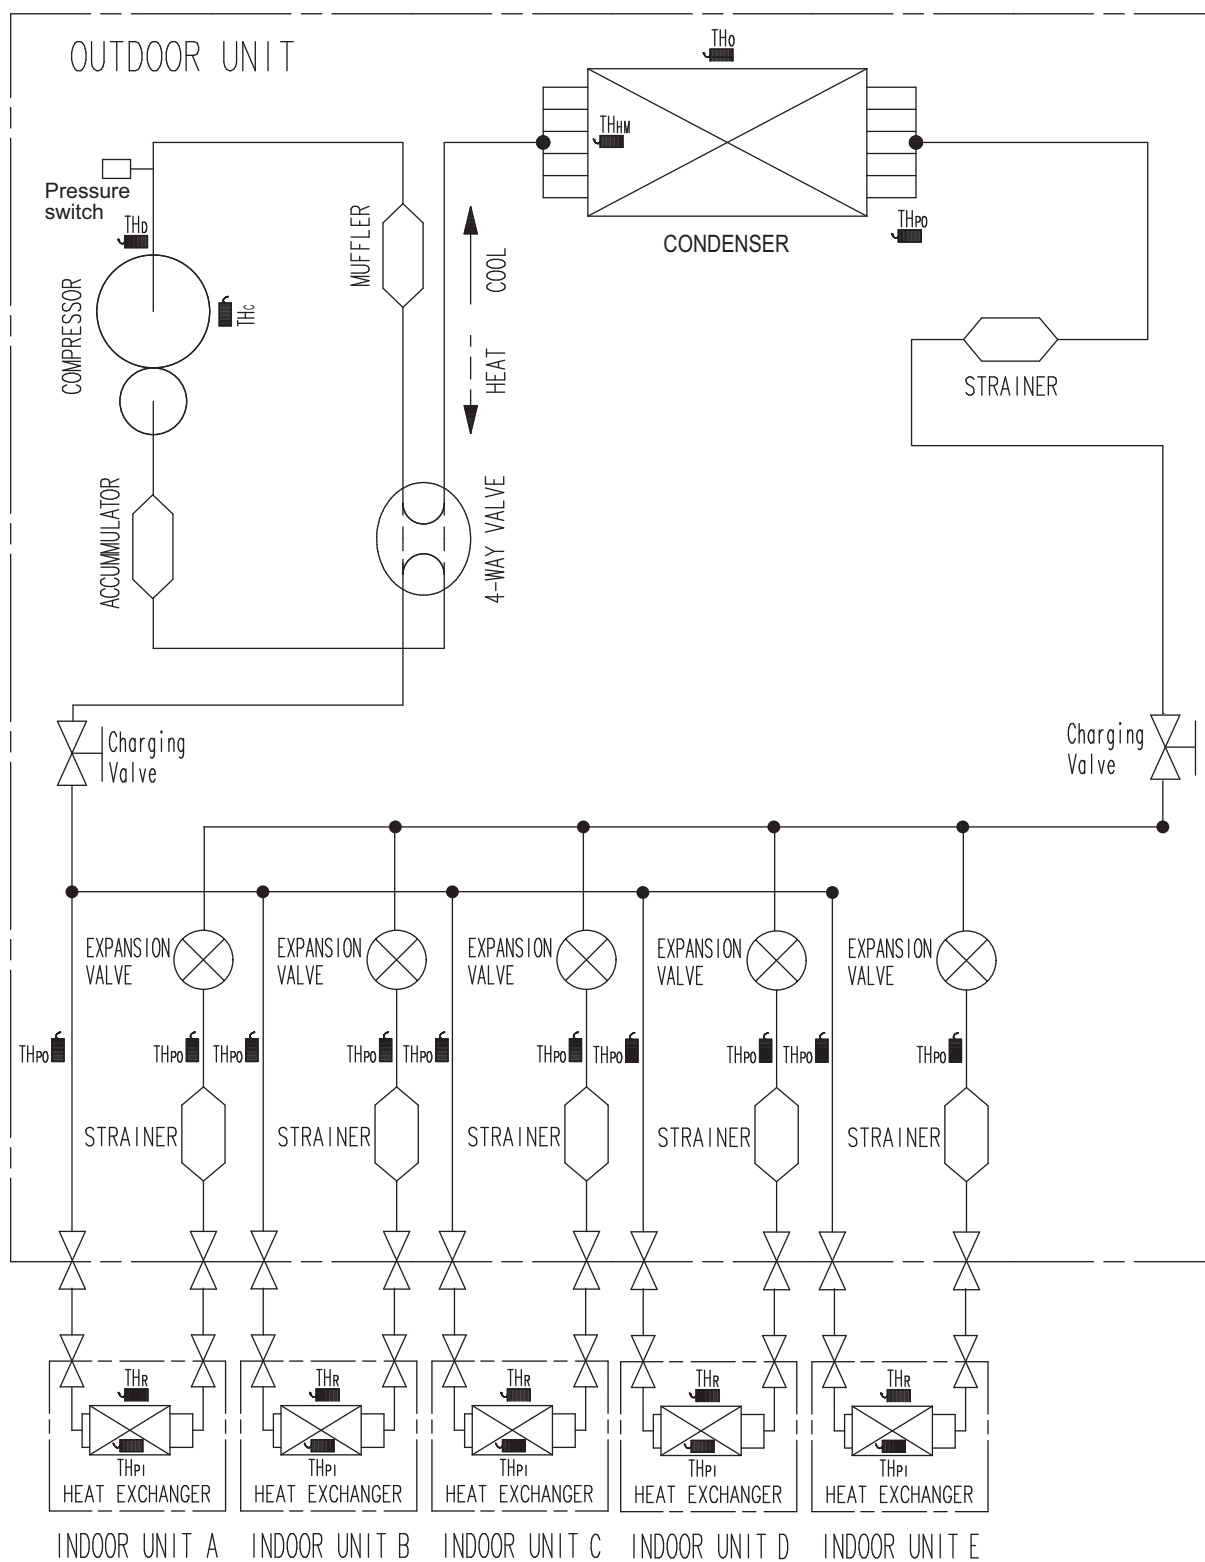 OUTDOOR UNIT
THO
THHM
Pressure
switch
THD
MUFFLER
COOL
CONDENSER
THPO
COMPRESSOR
THC
HEAT
STRAINER
ACCUMMULATOR
4-WAY VALVE
Charging
Valve
Charging
Valve
EXPANSION
VALVE
EXPANSION
VALVE
EXPANSION
VALVE
EXPANSION
VALVE
EXPANSION
VALVE
THPO
THPO
THPO
THPO
THPO
THPO
THPO
THPO
THPO
THPO
STRAINER
STRAINER
STRAINER
STRAINER
STRAINER
THR
THR
THR
THR
THR
THPI
THPI
THPI
THPI
THPI
HEAT EXCHANGER
HEAT EXCHANGER
HEAT EXCHANGER
HEAT EXCHANGER
HEAT EXCHANGER
INDOOR UNIT A
INDOOR UNIT B
INDOOR UNIT C
INDOOR UNIT D
INDOOR UNIT E